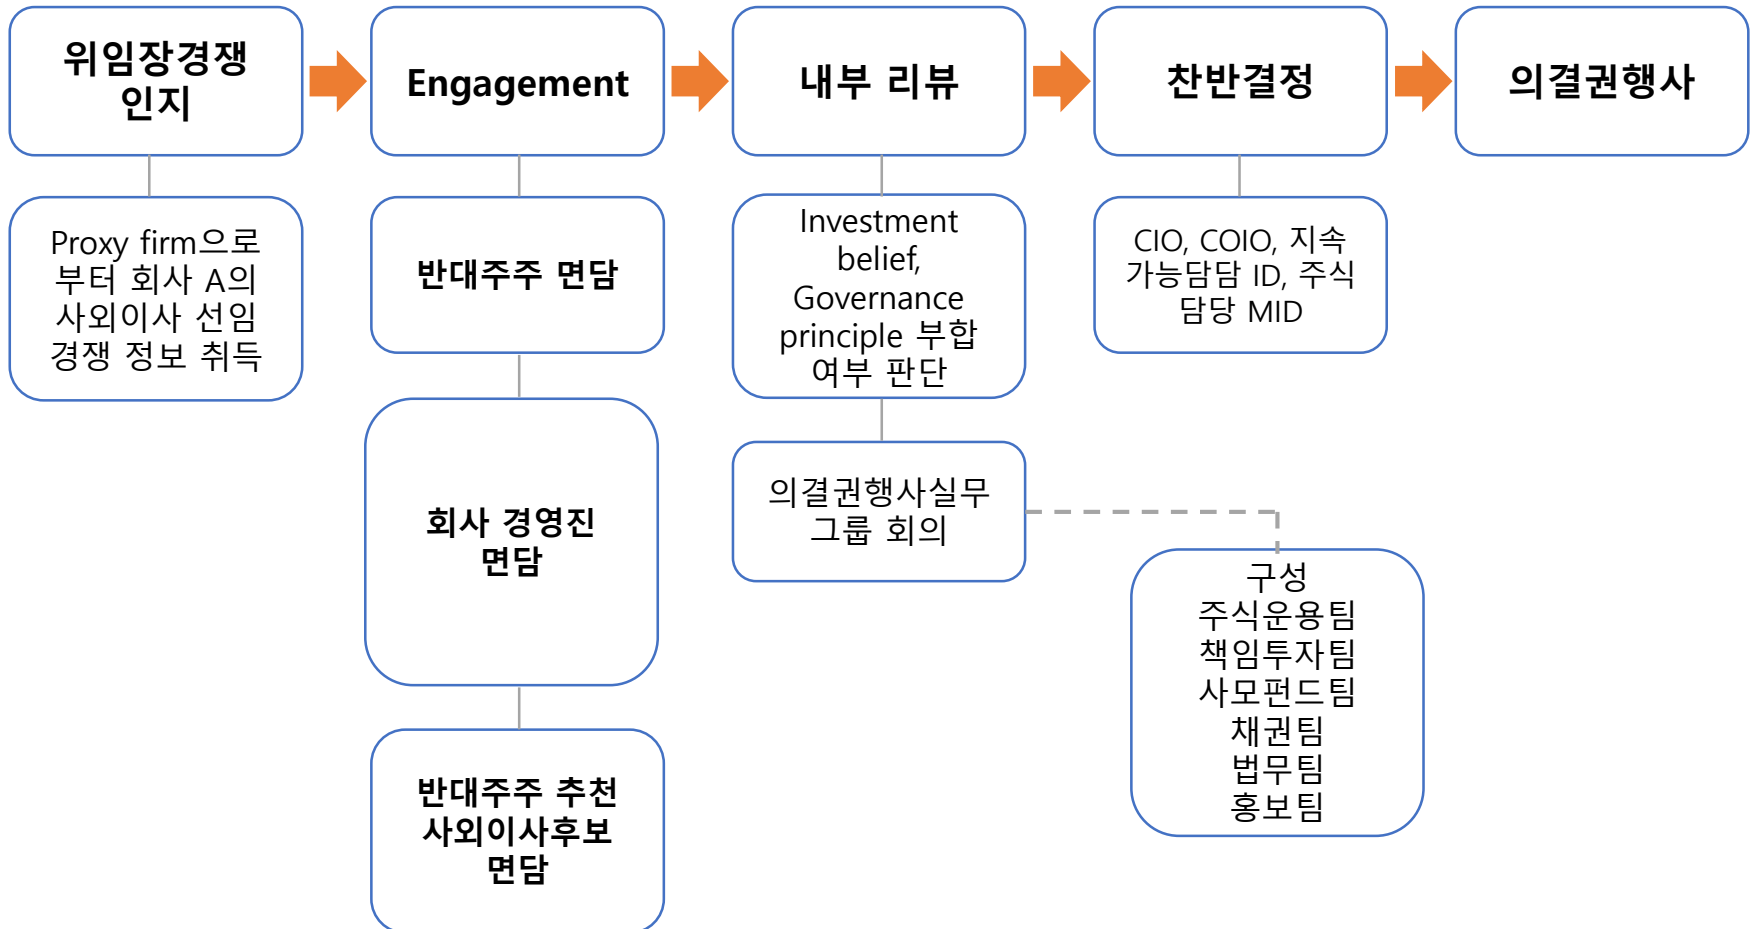 위임장경쟁
인지
Engagement
내부 리뷰
찬반결정
의결권행사
Proxy firm으로
부터 회사 A의
사외이사 선임
경쟁 정보 취득
반대주주 면담
회사 경영진
면담
반대주주 추천
사외이사후보
면담
Investment
belief,
Governance
principle 부합
여부 판단
의결권행사실무
그룹 회의
CIO, COIO, 지속
가능담담 ID, 주식
담당 MID
구성
주식운용팀
책임투자팀
사모펀드팀
채권팀
법무팀
홍보팀